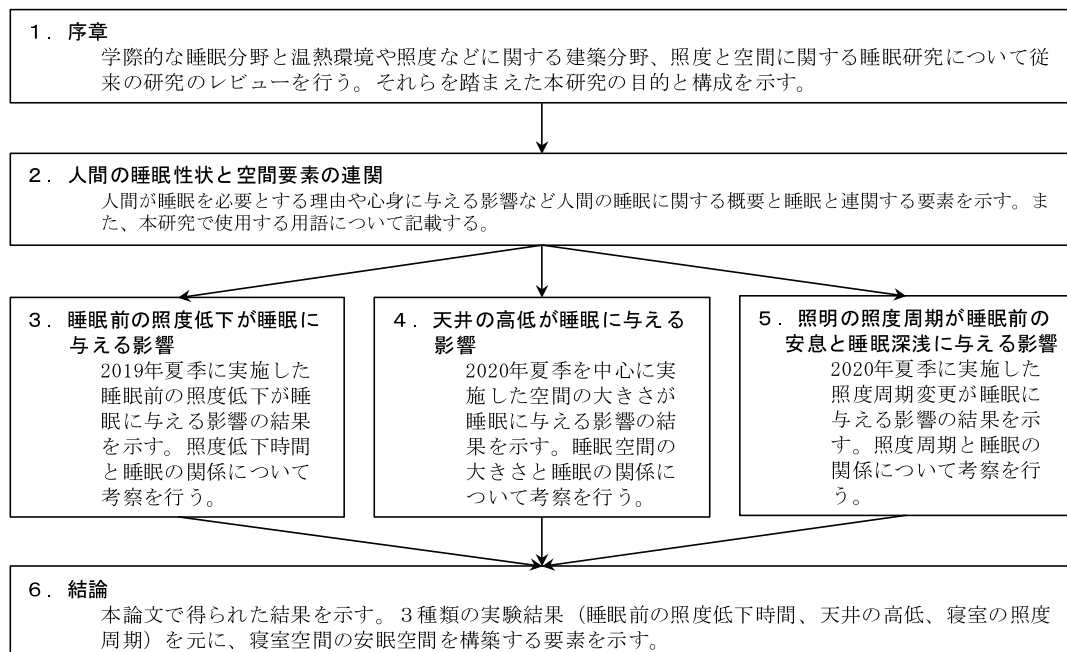 1．序章
学際的な睡眠分野と温熱環境や照度などに関する建築分野、照度と空間に関する睡眠研究について従
来の研究のレビューを行う。それらを踏まえた本研究の目的と構成を示す。
2．人間の睡眠性状と空間要素の連関
人間が睡眠を必要とする理由や心身に与える影響など人間の睡眠に関する概要と睡眠と連関する要素を示す。ま
た、本研究で使用する用語について記載する。
3．睡眠前の照度低下が睡眠に
与える影響
2019年夏季に実施した
睡眠前の照度低下が睡
眠に与える影響の結果
を示す。照度低下時間
と睡眠の関係について
考察を行う。
4．天井の高低が睡眠に与える
影響
2020年夏季を中心に実
施した空間の大きさが
睡眠に与える影響の結
果を示す。睡眠空間の
大きさと睡眠の関係に
ついて考察を行う。
5．照明の照度周期が睡眠前の
安息と睡眠深浅に与える影響
2020年夏季に実施した
照度周期変更が睡眠に
与える影響の結果を示
す。照度周期と睡眠の
関係について考察を行
う。
6．結論
本論文で得られた結果を示す。３種類の実験結果（睡眠前の照度低下時間、天井の高低、寝室の照度
周期）を元に、寝室空間の安眠空間を構築する要素を示す。